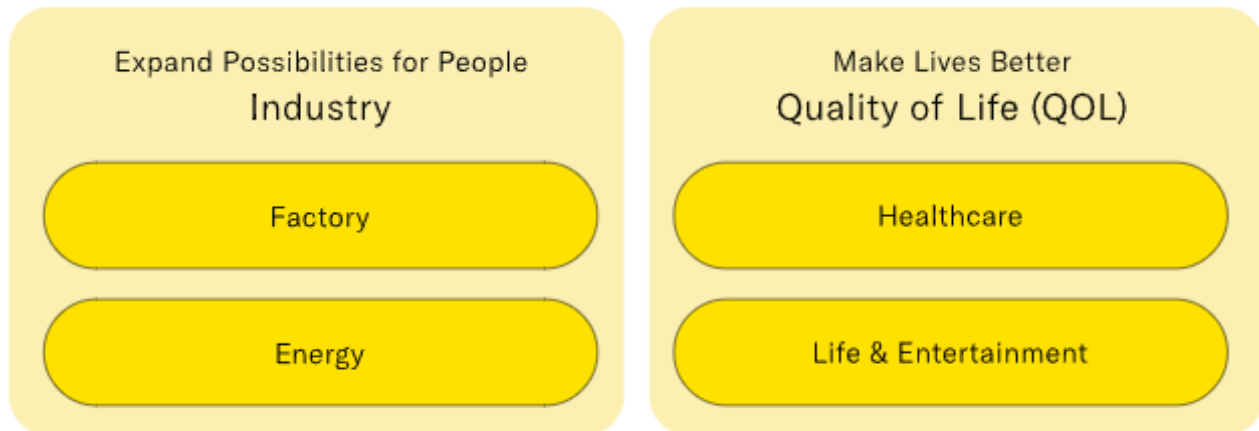 Expand Possibilities for People
Industry
Factory
Energy
Make Lives Better
Quality of Life (QOL)
Healthcare
Life & Entertainment